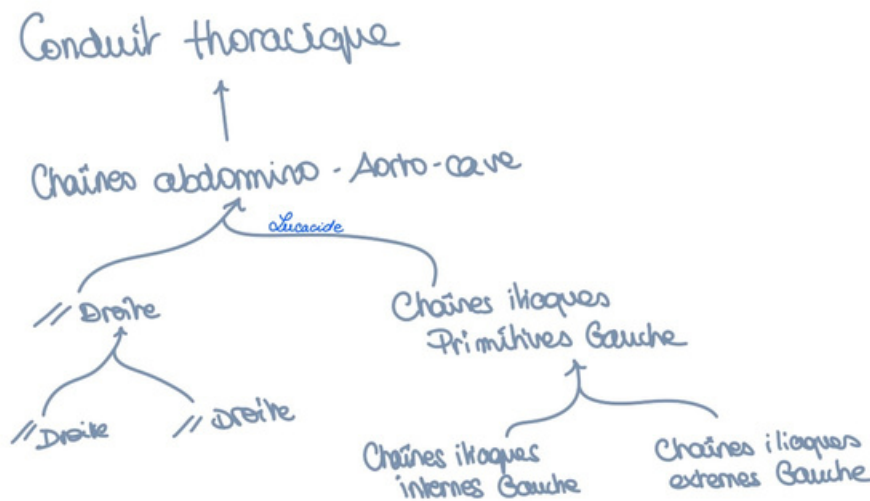 Conduit thoracique
Chaînes abdomino - Aorto-cave
Lucacide
// Droite
Chaînes iliaques
Primitives Gauche
// Droite
// Droite
Chaînes iliaques
internes Gauche
Chaînes iliaques
externes Gauche